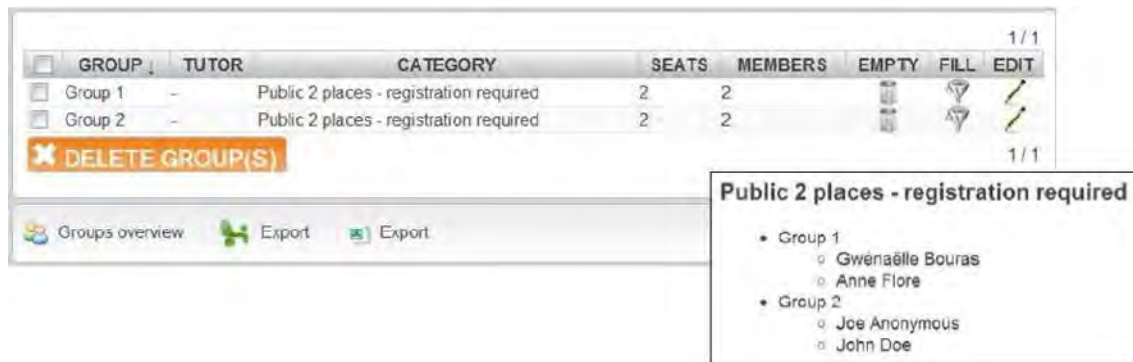 1 / 1
GROUP ↓ TUTOR CATEGORY SEATS MEMBERS EMPTY FILL EDIT
Group 1 - Public 2 places - registration required 2 2
Group 2 - Public 2 places - registration required 2 2
DELETE GROUP(S)
1 / 1
Groups overview Export Export
Public 2 places - registration required
• Group 1
○ Gwenaëlle Bouras
○ Anne Flore
• Group 2
○ Joe Anonymous
○ John Doe